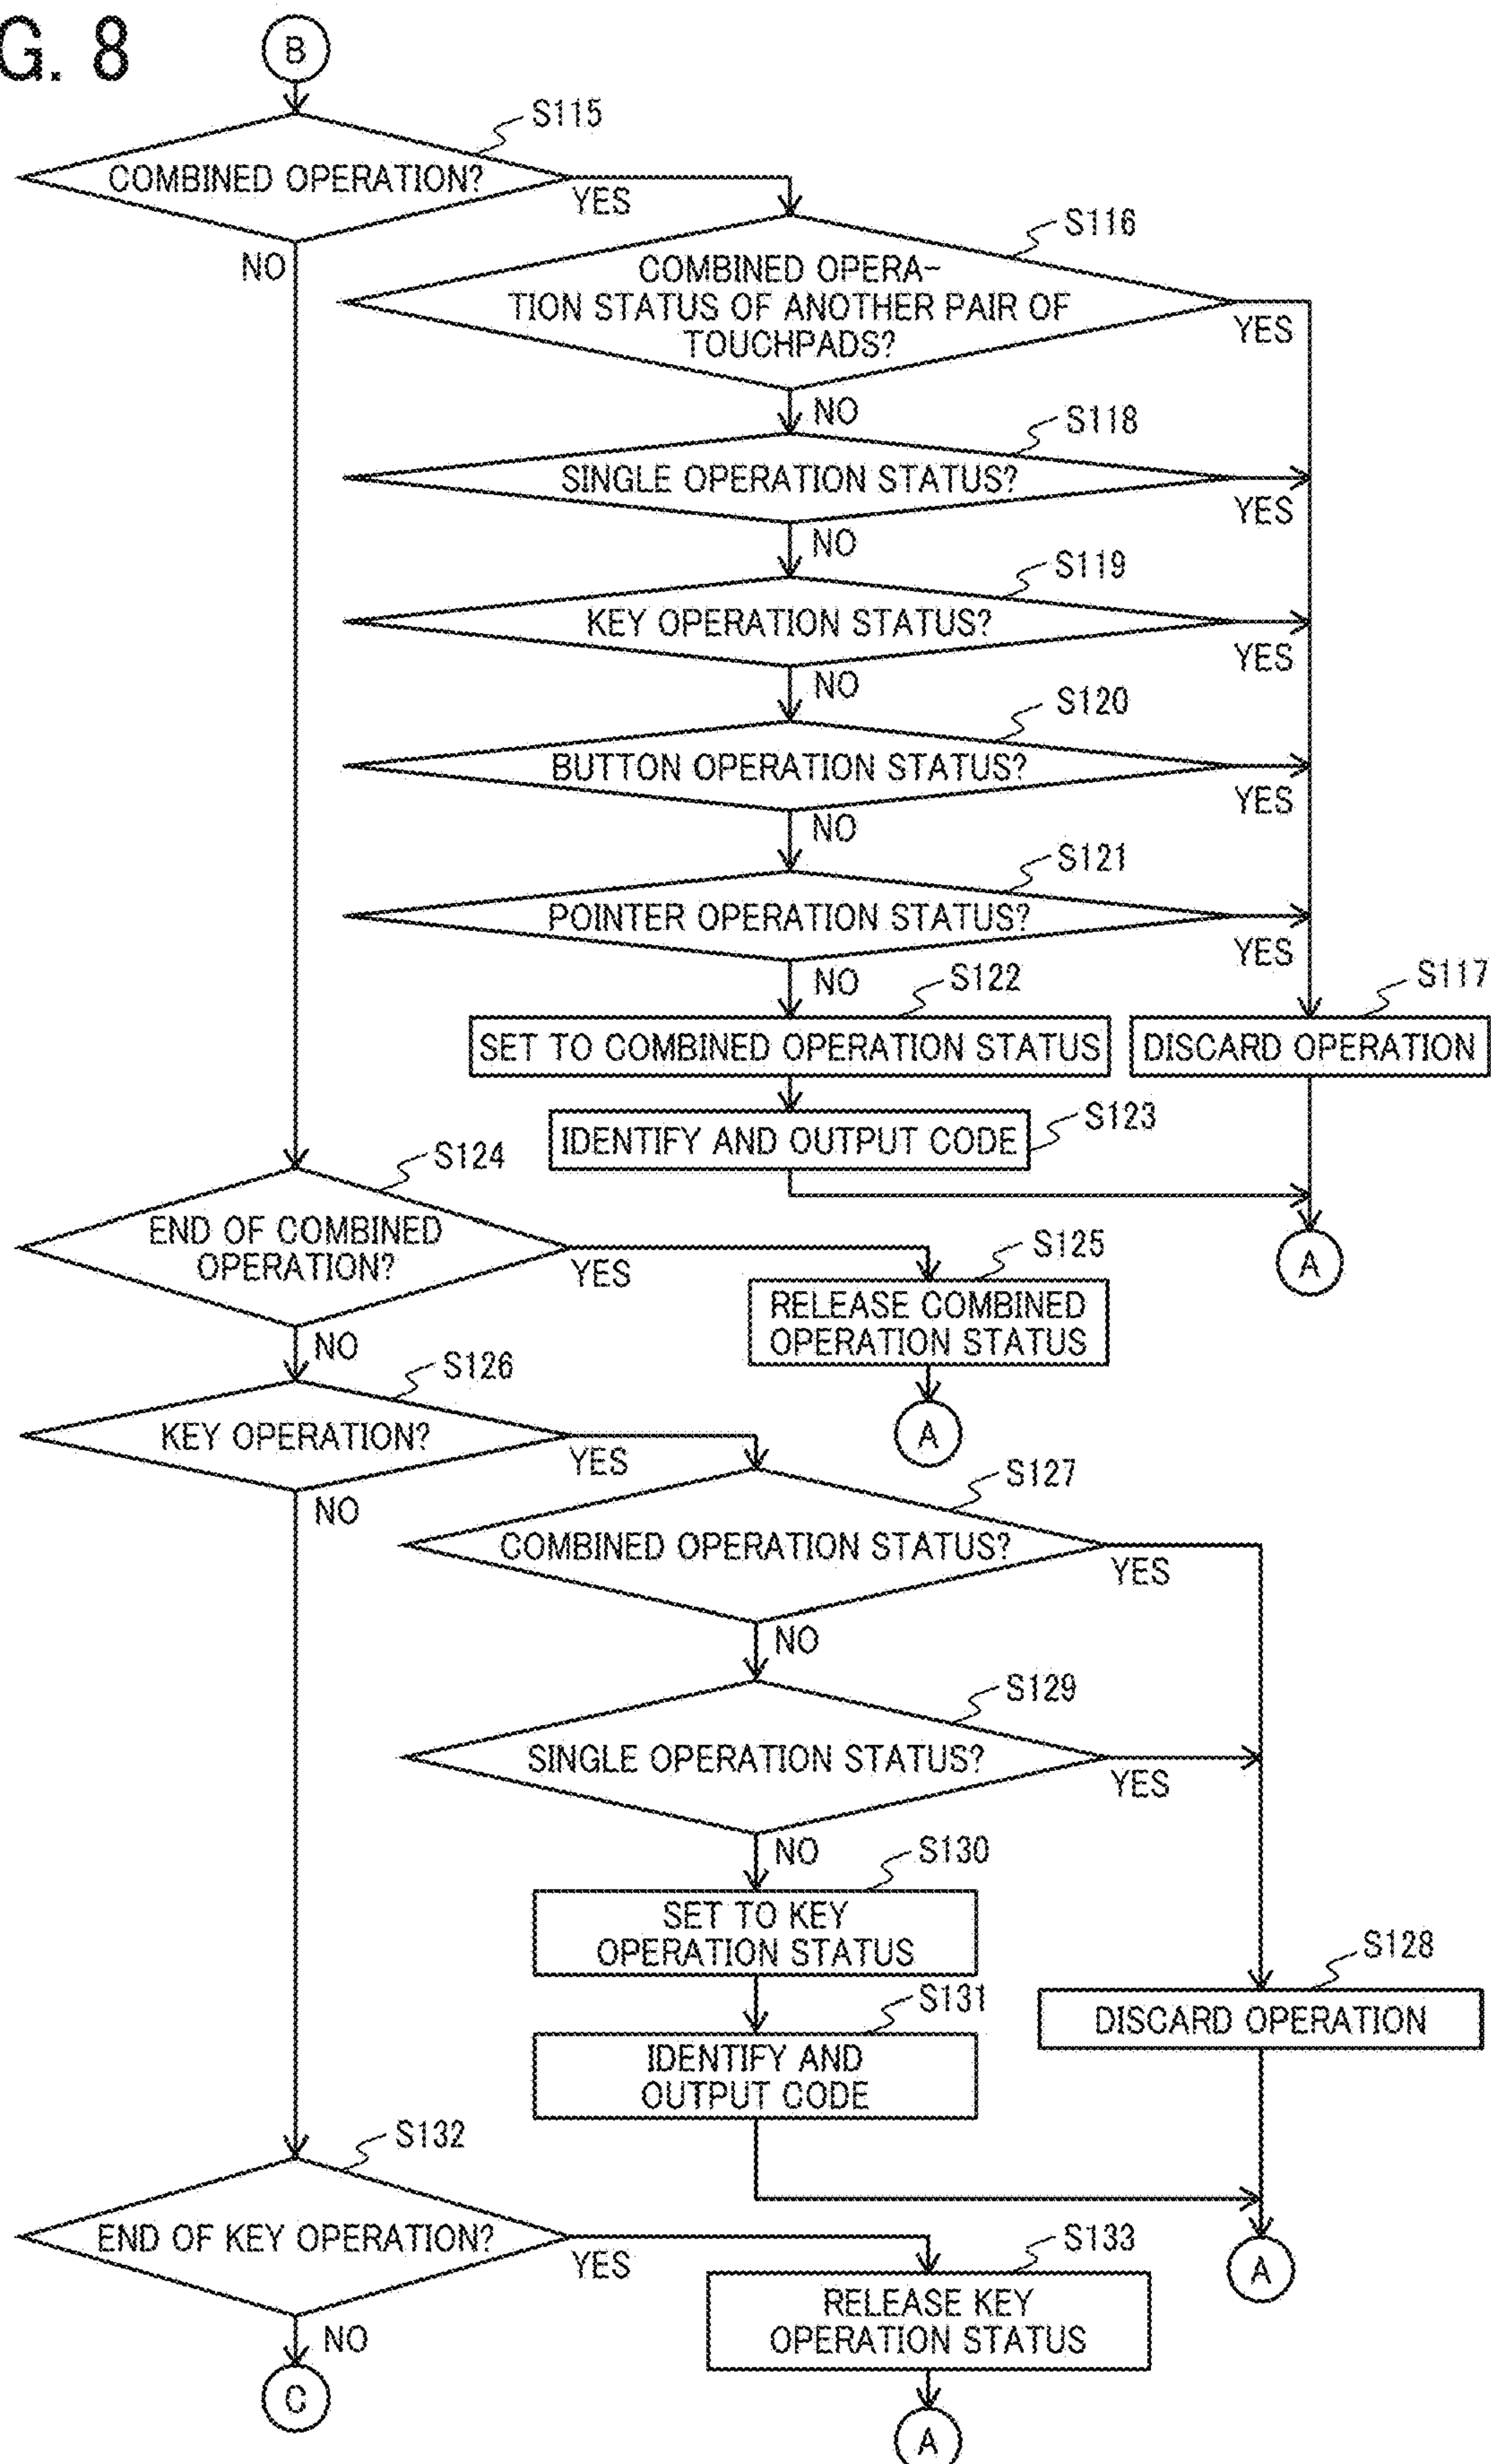 G. 8
B
S115
COMBINED OPERATION?
YES
NO
S116
COMBINED OPERA-
TION STATUS OF ANOTHER PAIR OF
TOUCHPADS?
YES
NO
S118
SINGLE OPERATION STATUS?
YES
NO
S119
KEY OPERATION STATUS?
YES
NO
S120
BUTTON OPERATION STATUS?
YES
NO
S121
POINTER OPERATION STATUS?
YES
NO
S122
SET TO COMBINED OPERATION STATUS
S117
DISCARD OPERATION
S123
IDENTIFY AND OUTPUT CODE
A
S124
END OF COMBINED
OPERATION?
YES
NO
S125
RELEASE COMBINED
OPERATION STATUS
A
S126
KEY OPERATION?
YES
NO
S127
COMBINED OPERATION STATUS?
YES
NO
S129
SINGLE OPERATION STATUS?
YES
NO
S130
SET TO KEY
OPERATION STATUS
S128
DISCARD OPERATION
S131
IDENTIFY AND
OUTPUT CODE
A
S132
END OF KEY OPERATION?
YES
NO
S133
RELEASE KEY
OPERATION STATUS
C
A